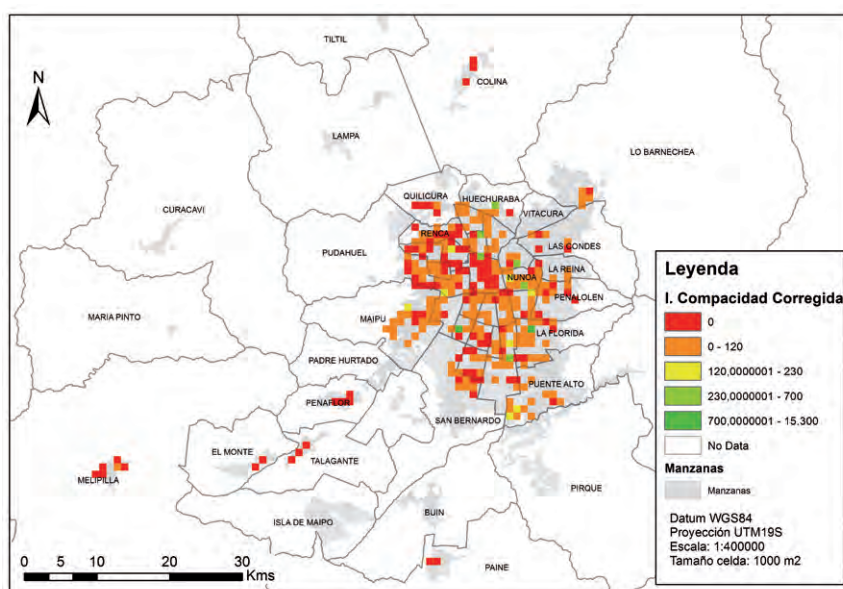 TILTIL
COLINA
N
LAMPA
LO BARNECHEA
QUILICURA
HUECHURABA
CURACAVI
VITACURA
RENCA
LAS CONDES
PUDAHUEL
LA REINA
NUNOA
PEÑALOLEN
MARIA PINTO
MAIPU
LA FLORIDA
PADRE HURTADO
PUENTE ALTO
PENAFLOR
SAN BERNARDO
EL MONTE
TALAGANTE
MELIPILLA
PIRQUE
ISLA DE MAIPO
BUIN
PAINE
0 5 10 20 30
Kms
Leyenda
I. Compacidad Corregida
0
0 - 120
120,0000001 - 230
230,0000001 - 700
700,0000001 - 15.300
No Data
Manzanas
Manzanas
Datum WGS84
Proyección UTM19S
Escala: 1:400000
Tamaño celda: 1000 m2